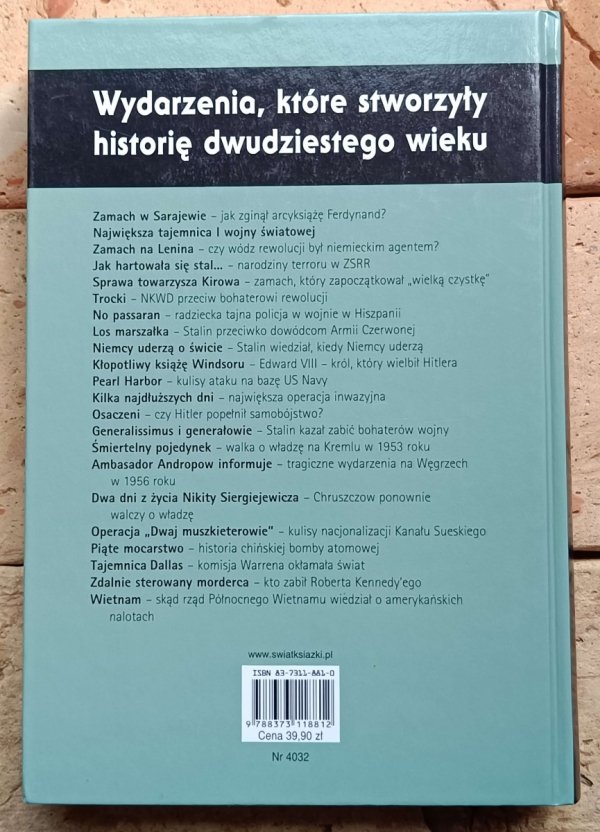 Wydarzenia, które stworzyły
historię dwudziestego wieku
Zamach w Sarajewie – jak zginął arcyksiążę Ferdynand?
Największa tajemnica I wojny światowej
Zamach na Lenina – czy wódz rewolucji był niemieckim agentem?
Jak hartowała się stal... – narodziny terroru w ZSRR
Sprawa towarzysza Kirowa – zamach, który zapoczątkował „wielką czystkę“
Trocki – NKWD przeciw bohaterowi rewolucji
No passaran – radziecka tajna policja w wojnie w Hiszpanii
Los marszałka – Stalin przeciwko dowódcom Armii Czerwonej
Niemcy uderzą o świcie – Stalin wiedział, kiedy Niemcy uderzą
Kłopotliwy książę Windsoru – Edward VIII – król, który wielbił Hitlera
Pearl Harbor – kulisy ataku na bazę US Navy
Kilka najdłuższych dni – największa operacja inwazyjna
Osaczeni – czy Hitler popełnił samobójstwo?
Generalissimus i generałowie – Stalin kazał zabić bohaterów wojny
Śmiertelny pojedynek – walka o władzę na Kremlu w 1953 roku
Ambasador Andropow informuje – tragiczne wydarzenia na Węgrzech
w 1956 roku
Dwa dni z życia Nikity Siergiejewicza – Chruszczow ponownie
walczy o władzę
Operacja „Dwaj muszkieterowie“ – kulisy nacjonalizacji Kanału Sueskiego
Piąte mocarstwo – historia chińskiej bomby atomowej
Tajemnica Dallas – komisja Warrena okłamała świat
Zdalnie sterowany morderca – kto zabił Roberta Kennedy'ego
Wietnam – skąd rząd Północnego Wietnamu wiedział o amerykańskich
nalotach
www.swiatksiazki.pl
ISBN 83-7311-881-0
9 788373 118812
Cena 39,90 zł
Nr 4032